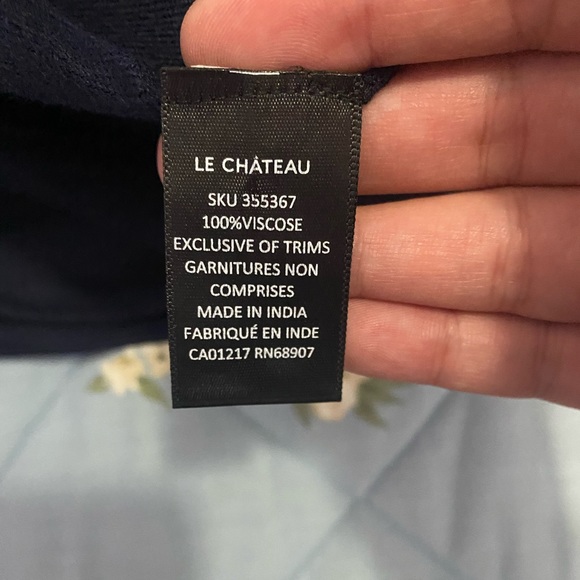 LE CHÂTEAU
SKU 355367
100%VISCOSE
EXCLUSIVE OF TRIMS
GARNITURES NON
COMPRISES
MADE IN INDIA
FABRIQUÉ EN INDE
CA01217 RN68907